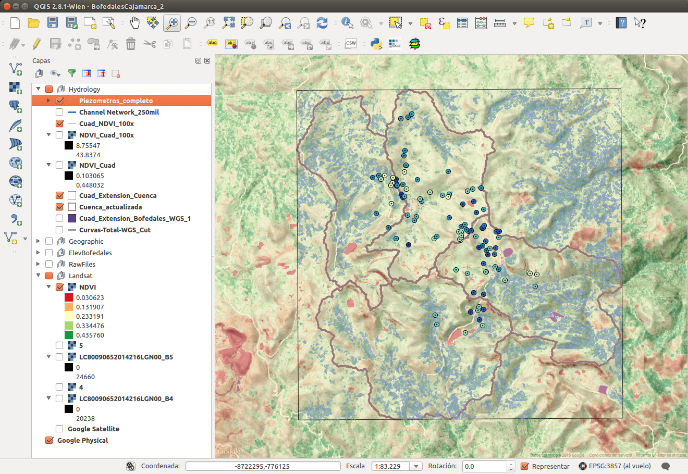 QGIS 2.8.1-Wien - BofedalesCajamarca_2
CSW
Capas
Hydrology
Piezometros_completo
Channel Network_250mil
Cuad_NDVI_100x
NDVI_Cuad_100x
8.75547
43.8374
NDVI_Cuad
0.103065
0.448032
Cuad_Extension_Cuenca
Cuenca_actualizada
Cuad_Extension_Bofedales_WGS_1
Curvas-Total-WGS_Cut
Geographic
ElevBofedales
RawFiles
Landsat
NDVI
0.030623
0.131907
0.233191
0.334476
0.435760
5
LC80090652014216LGN00_B5
0
24660
4
LC80090652014216LGN00_B4
0
20238
Google Satellite
Google Physical
Coordenada: -872229S,-776125 Escala 1:83.229 Rotación: 0.0 Representar EPSG:3857 (al vuelo)